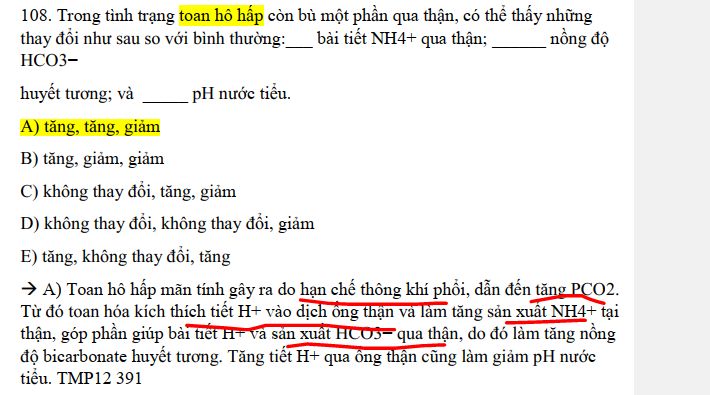 108. Trong tình trạng toan hô hấp còn bù một phần qua thận, có thể thấy những
thay đổi như sau so với bình thường:___ bài tiết NH4+ qua thận; ______ nồng độ
HCO3−
huyết tương; và _____ pH nước tiểu.
A) tăng, tăng, giảm
B) tăng, giảm, giảm
C) không thay đổi, tăng, giảm
D) không thay đổi, không thay đổi, giảm
E) tăng, không thay đổi, tăng
→ A) Toan hô hấp mãn tính gây ra do hạn chế thông khí phổi, dẫn đến tăng PCO2.
Từ đó toan hóa kích thích tiết H+ vào dịch ống thận và làm tăng sản xuất NH4+ tại
thận, góp phần giúp bài tiết H+ và sản xuất HCO3− qua thận, do đó làm tăng nồng
độ bicarbonate huyết tương. Tăng tiết H+ qua ống thận cũng làm giảm pH nước
tiểu. TMP12 391